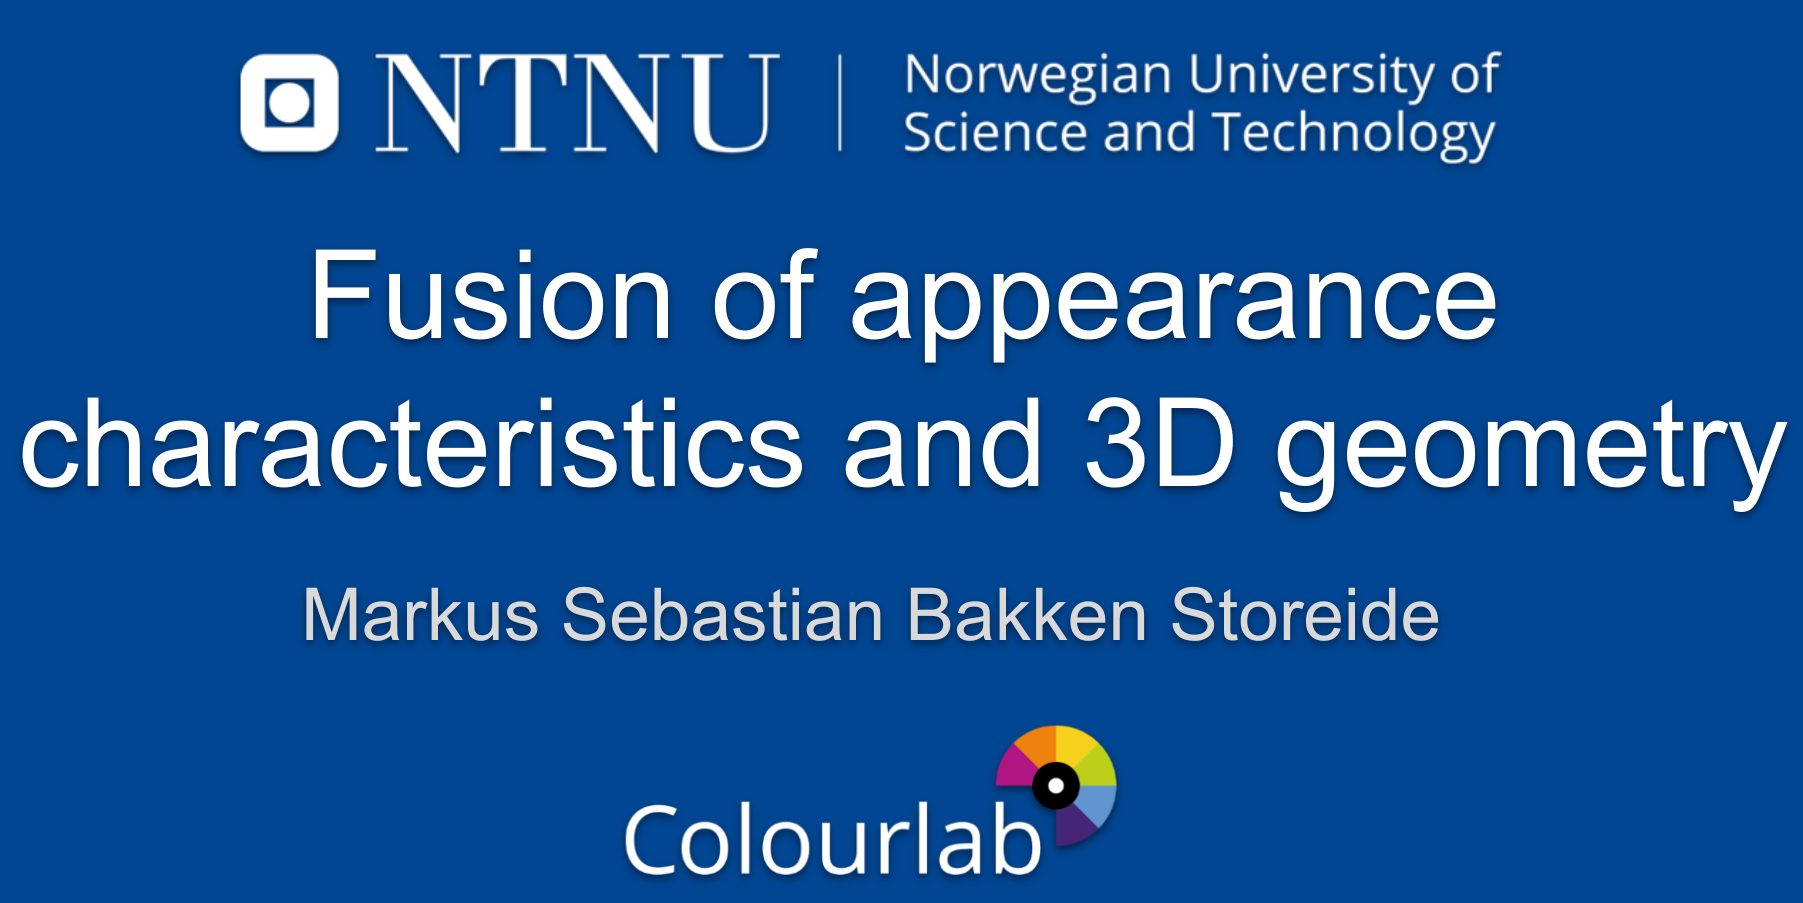 NTNU
Norwegian University of
Science and Technology
Fusion of appearance
characteristics and 3D geometry
Markus Sebastian Bakken Storeide
Colourlab